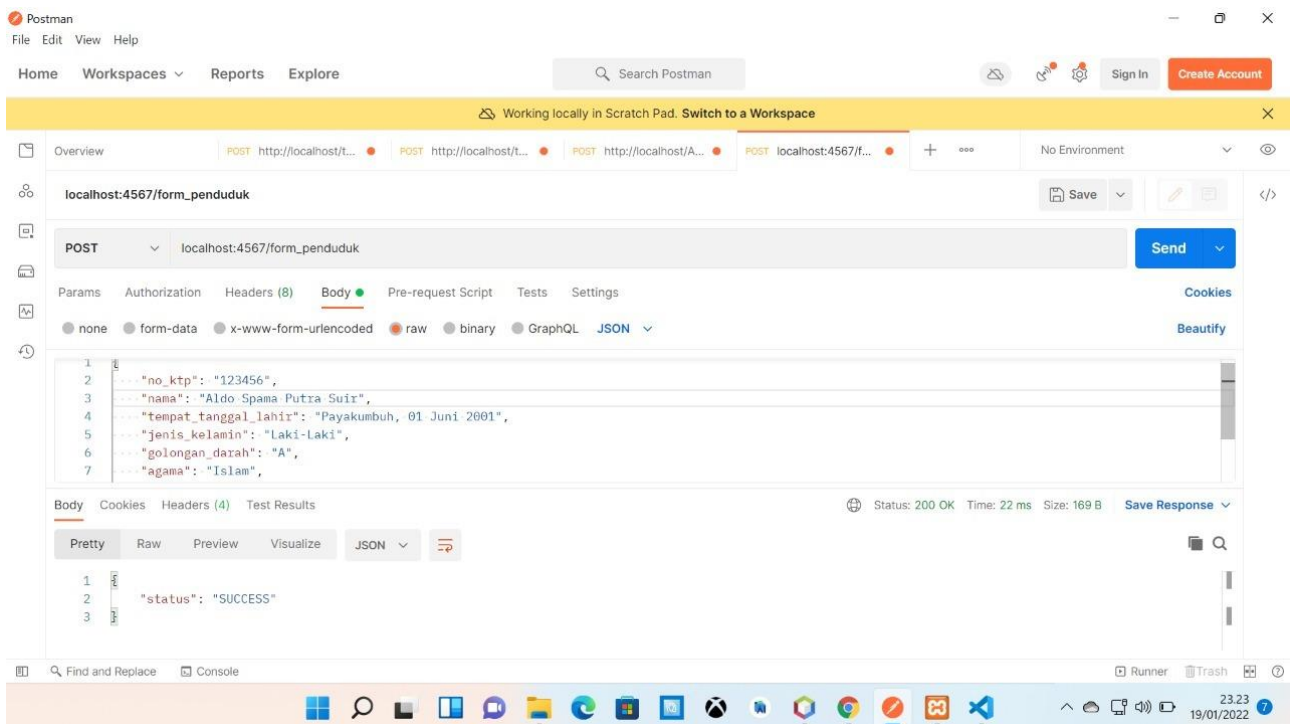 Postman
File Edit View Help
Home Workspaces Reports Explore Search Postman Sign In Create Account
Working locally in Scratch Pad. Switch to a Workspace
Overview POST http://localhost/t... POST http://localhost/t... POST http://localhost/A... POST localhost:4567/f... No Environment
localhost:4567/form_penduduk Save
POST localhost:4567/form_penduduk Send
Params Authorization Headers (8) Body Pre-request Script Tests Settings Cookies
none form-data x-www-form-urlencoded raw binary GraphQL JSON Beautify
1 {
2 "no_ktp": "123456",
3 "nama": "Aldo Spama Putra Suir",
4 "tempat_tanggal_lahir": "Payakumbuh, 01 Juni 2001",
5 "jenis_kelamin": "Laki-Laki",
6 "golongan_darah": "A",
7 "agama": "Islam",
Body Cookies Headers (4) Test Results Status: 200 OK Time: 22 ms Size: 169 B Save Response
Pretty Raw Preview Visualize JSON
1 {
2 "status": "SUCCESS"
3 }
Find and Replace Console Runner Trash
23.23
19/01/2022 7